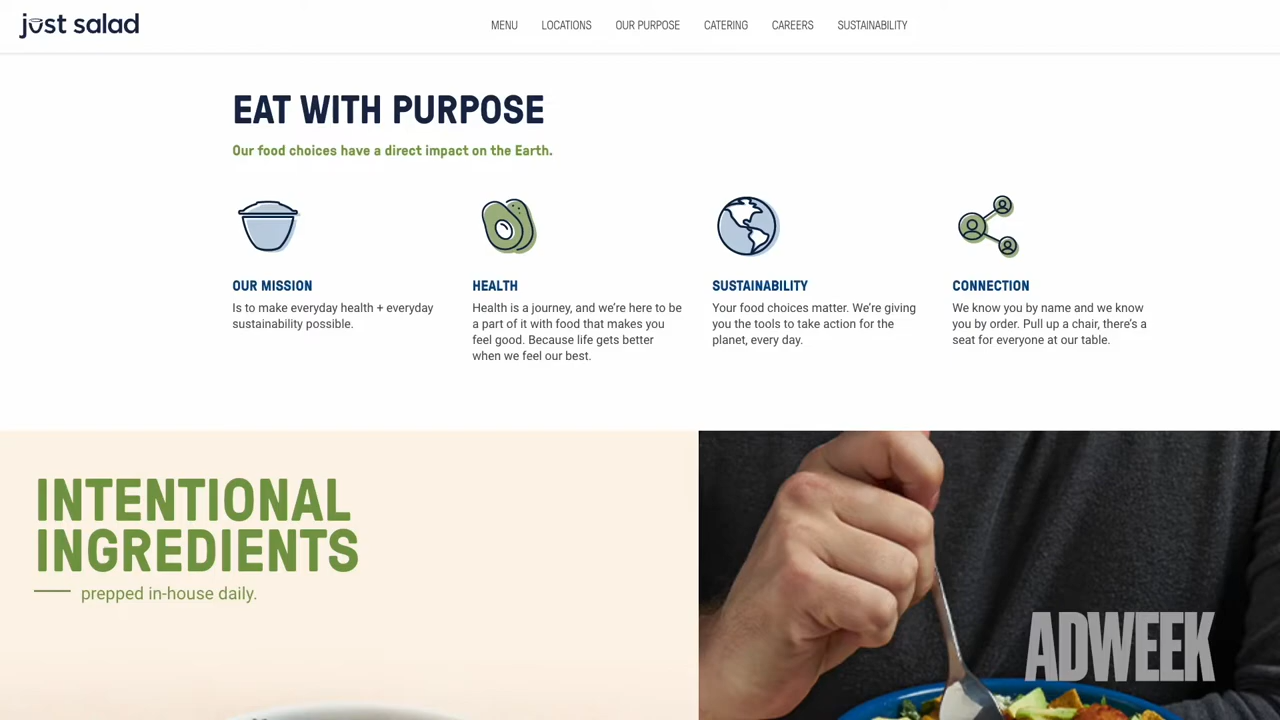 just salad
MENU LOCATIONS OUR PURPOSE CATERING CAREERS SUSTAINABILITY
EAT WITH PURPOSE
Our food choices have a direct impact on the Earth.
OUR MISSION
Is to make everyday health + everyday
sustainability possible.
HEALTH
Health is a journey, and we're here to be
a part of it with food that makes you
feel good. Because life gets better
when we feel our best.
SUSTAINABILITY
Your food choices matter. We're giving
you the tools to take action for the
planet, every day.
CONNECTION
We know you by name and we know
you by order. Pull up a chair, there's a
seat for everyone at our table.
INTENTIONAL
INGREDIENTS
prepped in-house daily.
ADWEEK